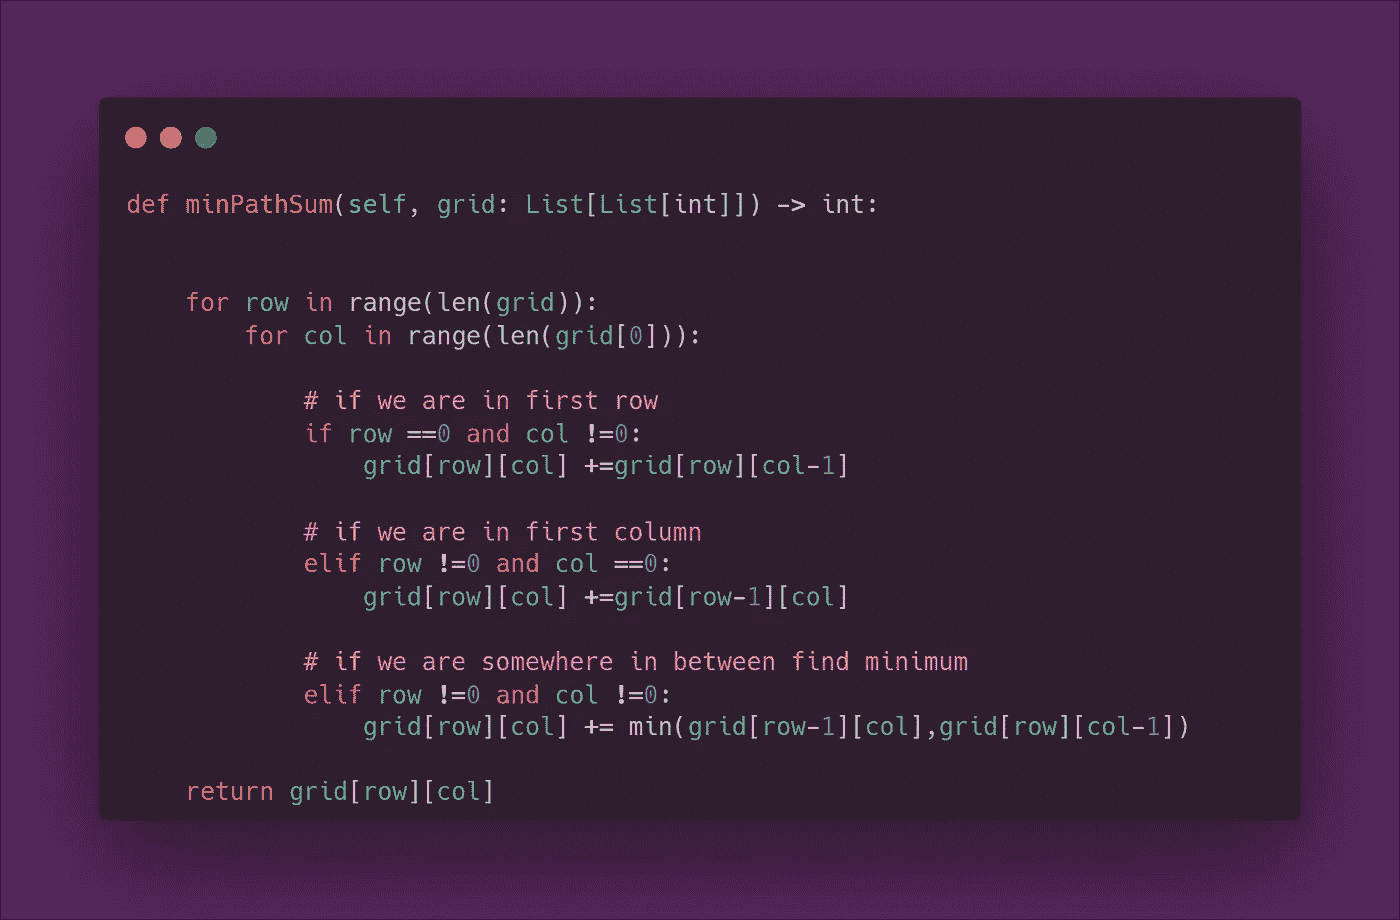 def minPathSum(self, grid: List[List[int]]) -> int:
    for row in range(len(grid)):
        for col in range(len(grid[0])):
            # if we are in first row
            if row ==0 and col !=0:
                grid[row][col] +=grid[row][col-1]
            # if we are in first column
            elif row !=0 and col ==0:
                grid[row][col] +=grid[row-1][col]
            # if we are somewhere in between find minimum
            elif row !=0 and col !=0:
                grid[row][col] += min(grid[row-1][col],grid[row][col-1])
    return grid[row][col]